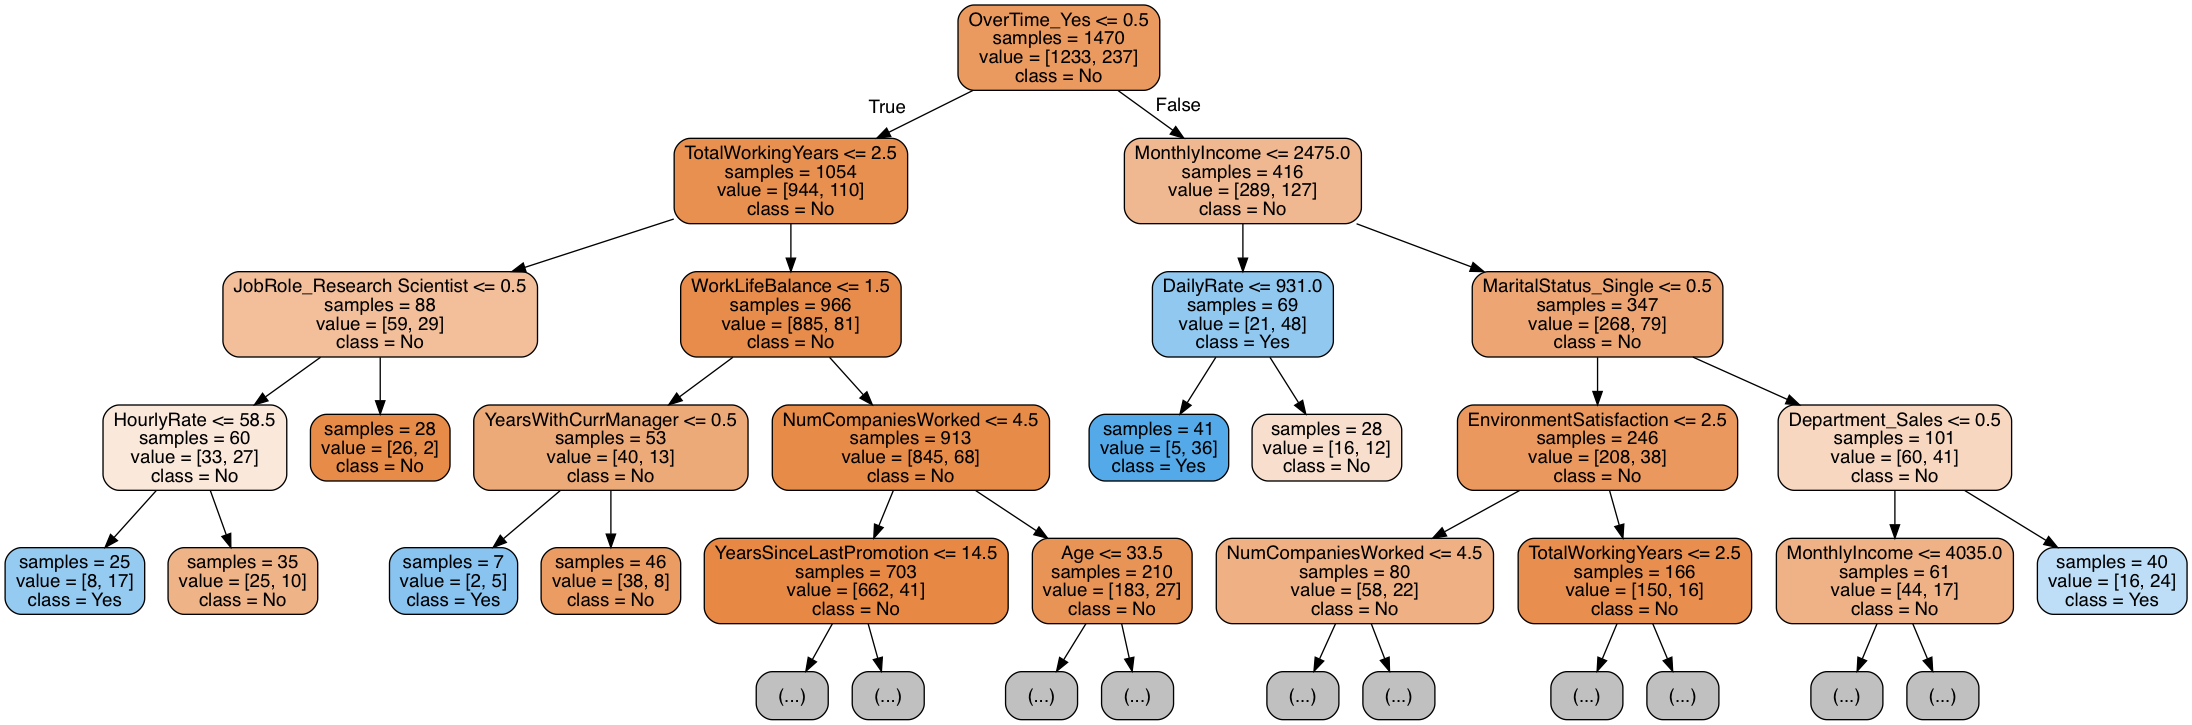 OverTime_Yes <= 0.5
samples = 1470
value = [1233, 237]
class = No
True
False
TotalWorkingYears <= 2.5
samples = 1054
value = [944, 110]
class = No
MonthlyIncome <= 2475.0
samples = 416
value = [289, 127]
class = No
JobRole_Research Scientist <= 0.5
samples = 88
value = [59, 29]
class = No
WorkLifeBalance <= 1.5
samples = 966
value = [885, 81]
class = No
DailyRate <= 931.0
samples = 69
value = [21, 48]
class = Yes
MaritalStatus_Single <= 0.5
samples = 347
value = [268, 79]
class = No
HourlyRate <= 58.5
samples = 60
value = [33, 27]
class = No
samples = 28
value = [26, 2]
class = No
YearsWithCurrManager <= 0.5
samples = 53
value = [40, 13]
class = No
NumCompaniesWorked <= 4.5
samples = 913
value = [845, 68]
class = No
samples = 41
value = [5, 36]
class = Yes
samples = 28
value = [16, 12]
class = No
EnvironmentSatisfaction <= 2.5
samples = 246
value = [208, 38]
class = No
Department_Sales <= 0.5
samples = 101
value = [60, 41]
class = No
samples = 25
value = [8, 17]
class = Yes
samples = 35
value = [25, 10]
class = No
samples = 7
value = [2, 5]
class = Yes
samples = 46
value = [38, 8]
class = No
YearsSinceLastPromotion <= 14.5
samples = 703
value = [662, 41]
class = No
Age <= 33.5
samples = 210
value = [183, 27]
class = No
NumCompaniesWorked <= 4.5
samples = 80
value = [58, 22]
class = No
TotalWorkingYears <= 2.5
samples = 166
value = [150, 16]
class = No
MonthlyIncome <= 4035.0
samples = 61
value = [44, 17]
class = No
samples = 40
value = [16, 24]
class = Yes
(...)
(...)
(...)
(...)
(...)
(...)
(...)
(...)
(...)
(...)